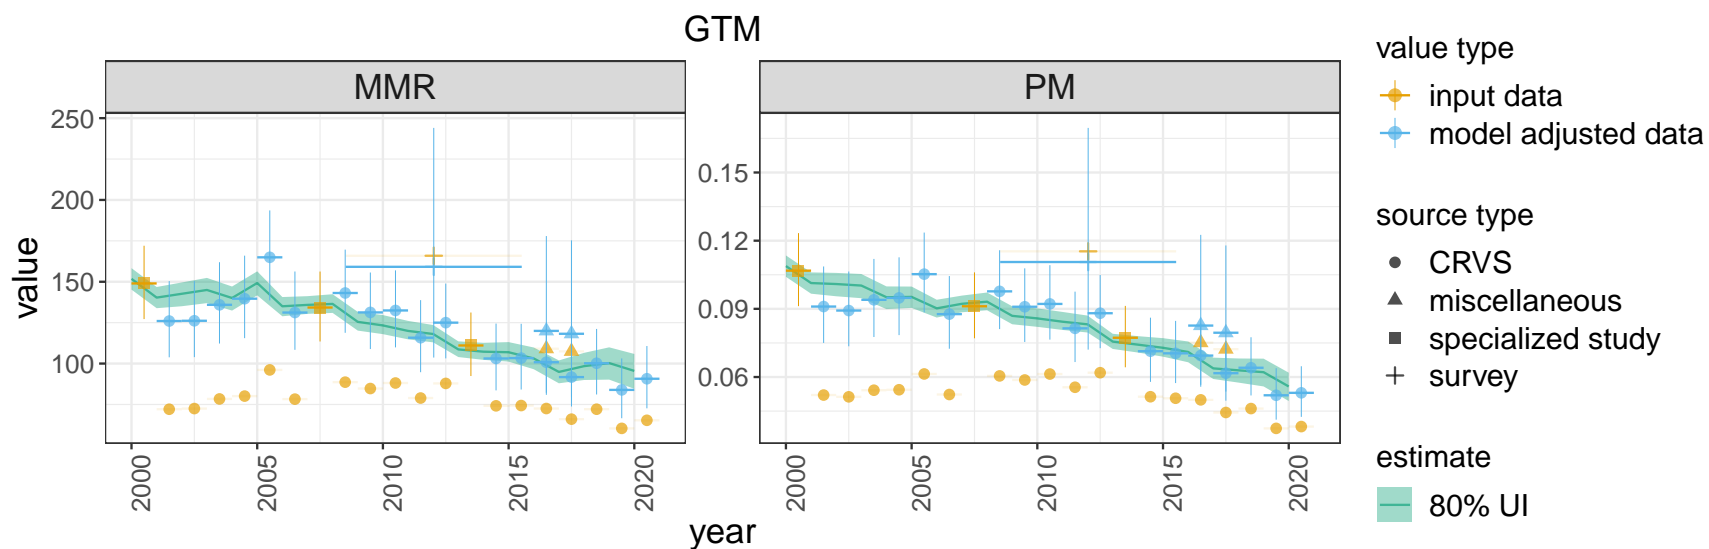 GTM
MMR
PM
value
250
200
150
100
0.15
0.12
0.09
0.06
2000
2005
2010
2015
2020
2000
2005
2010
2015
2020
year
value type
input data
model adjusted data
source type
CRVS
miscellaneous
specialized study
survey
estimate
80% UI